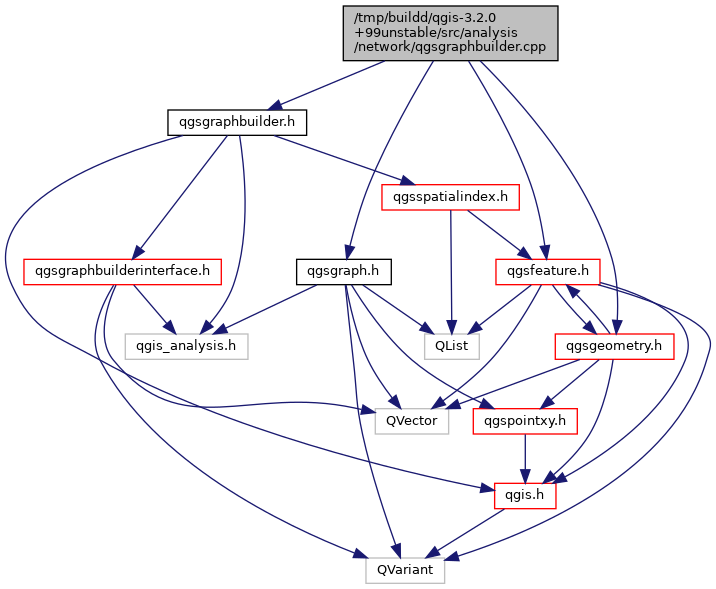 /tmp/buildd/qgis-3.2.0
+99unstable/src/analysis
/network/qgsgraphbuilder.cpp
qgsgraphbuilder.h
qgsspatialindex.h
qgsgraphbuilderinterface.h
qgsgraph.h
qgsfeature.h
qgis_analysis.h
QList
qgsgeometry.h
QVector
qgspointxy.h
qgis.h
QVariant